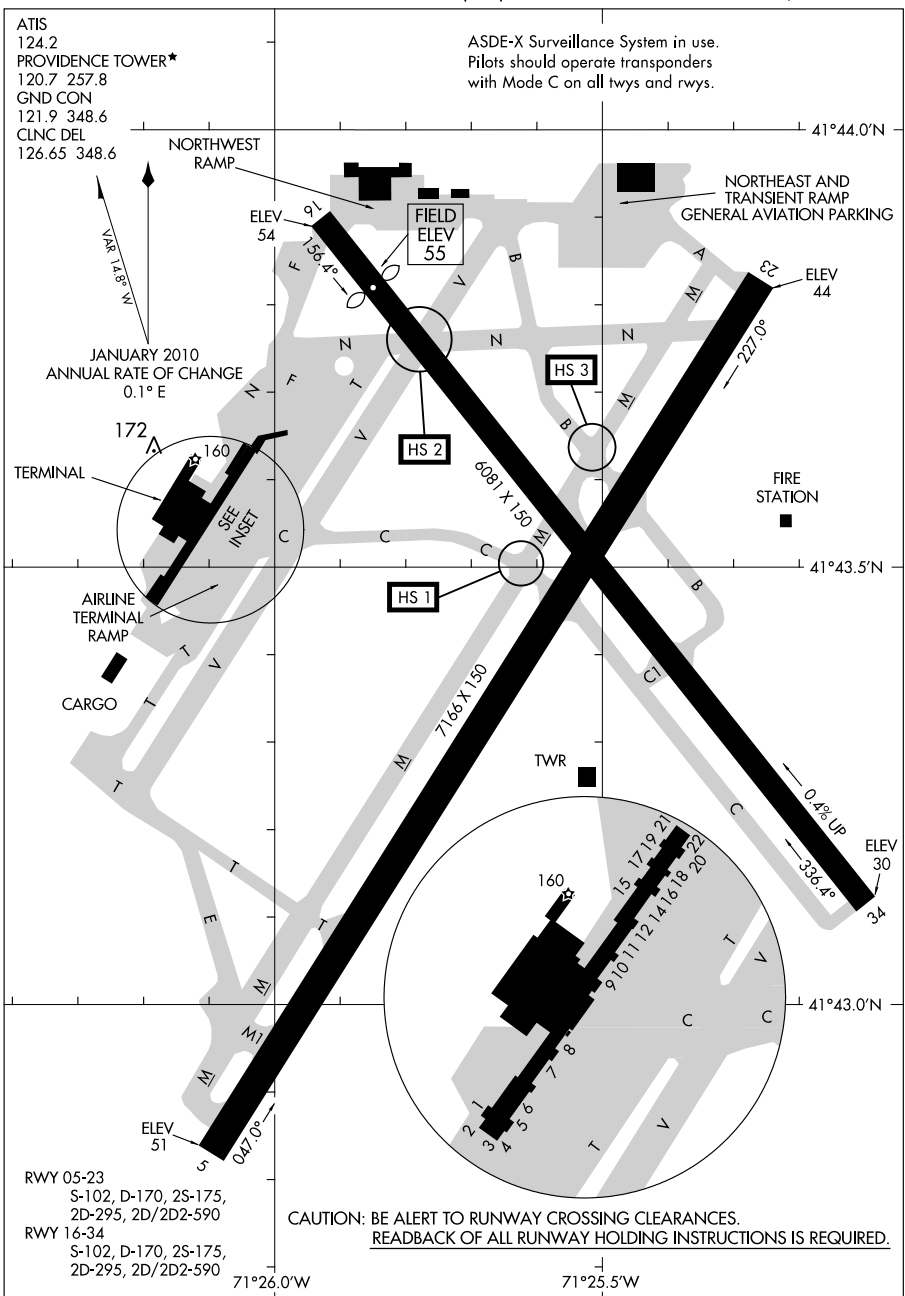 ATIS
124.2
PROVIDENCE TOWER★
120.7 257.8
GND CON
121.9 348.6
CLNC DEL
126.65 348.6
ASDE-X Surveillance System in use.
Pilots should operate transponders
with Mode C on all twys and rwys.
41°44.0'N
NORTHWEST
RAMP
NORTHEAST AND
TRANSIENT RAMP
GENERAL AVIATION PARKING
VAR 14.8° W
JANUARY 2010
ANNUAL RATE OF CHANGE
0.1° E
ELEV
54
16
156.4°
FIELD
ELEV
55
A
M
23
ELEV
44
227.0°
F
V
B
N
N
N
N
N
F
T
V
HS 3
M
B
HS 2
172
160
TERMINAL
SEE
INSET
6081 X 150
FIRE
STATION
C
C
C
M
41°43.5'N
HS 1
B
AIRLINE
TERMINAL
RAMP
T
V
T
CARGO
C1
7166 X 150
M
TWR
T
T
E
T
C
0.4% UP
336.4°
ELEV
30
34
M
M1
M
41°43.0'N
ELEV
51
5
047.0°
160
15
17
19
21
22
20
18
16
14
12
11
10
9
8
7
6
5
4
3
2
1
T
V
C
C
T
V
RWY 05-23
S-102, D-170, 2S-175,
2D-295, 2D/2D2-590
RWY 16-34
S-102, D-170, 2S-175,
2D-295, 2D/2D2-590
CAUTION: BE ALERT TO RUNWAY CROSSING CLEARANCES.
READBACK OF ALL RUNWAY HOLDING INSTRUCTIONS IS REQUIRED.
71°26.0'W
71°25.5'W